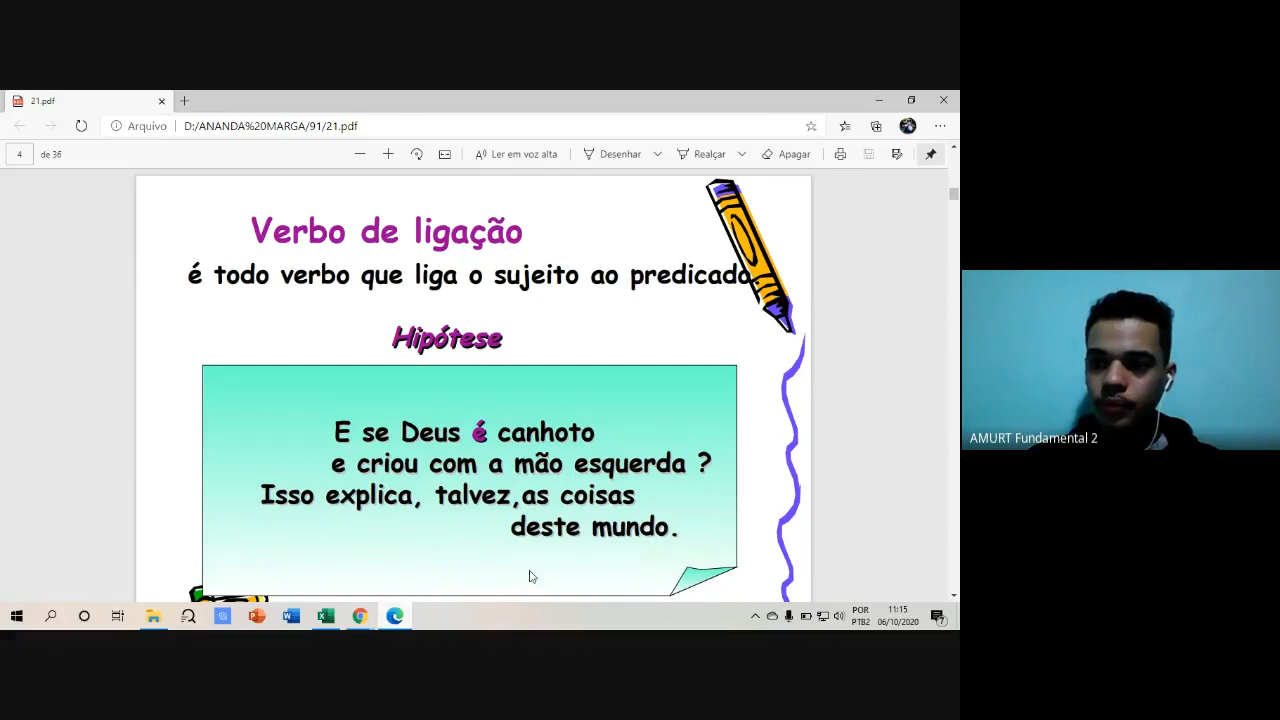 21.pdf
Arquivo
D:/ANANDA%20MARGA/91/21.pdf
4 de 36
Ler em voz alta
Desenhar
Realçar
Apagar
Verbo de ligação
é todo verbo que liga o sujeito ao predicado.
Hipótese
E se Deus é canhoto
e criou com a mão esquerda ?
Isso explica, talvez,as coisas
deste mundo.
AMURT Fundamental 2
POR
PTB2
11:15
06/10/2020
7